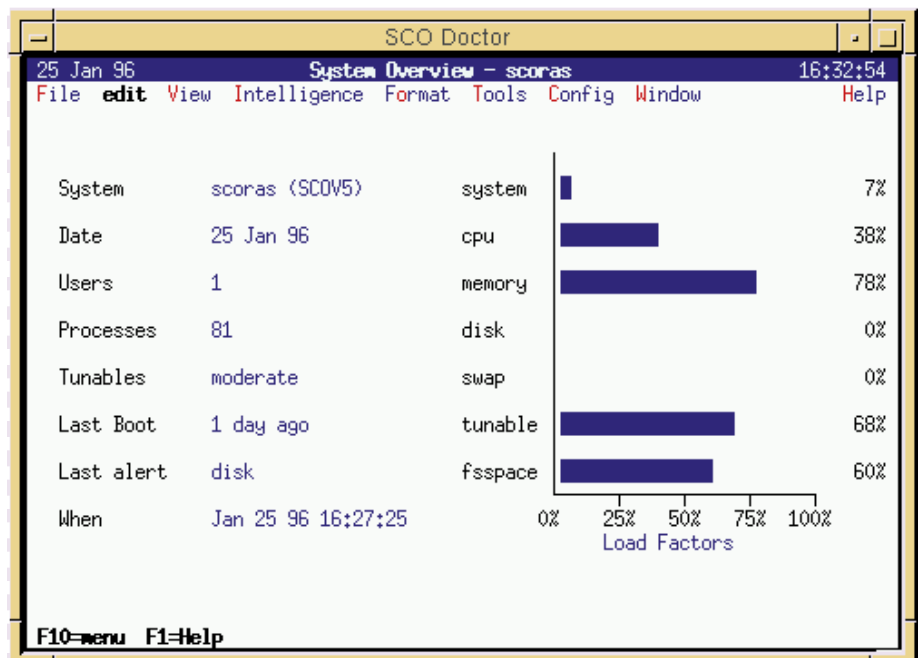 SCO Doctor
25 Jan 96 System Overview - scoras 16:32:54
File edit View Intelligence Format Tools Config Window Help
System scoras (SCOV5) system 7%
Date 25 Jan 96 cpu 38%
Users 1 memory 78%
Processes 81 disk 0%
Tunables moderate swap 0%
Last Boot 1 day ago tunable 68%
Last alert disk fsspace 60%
When Jan 25 96 16:27:25 0% 25% 50% 75% 100%
Load Factors
F10=menu F1=Help